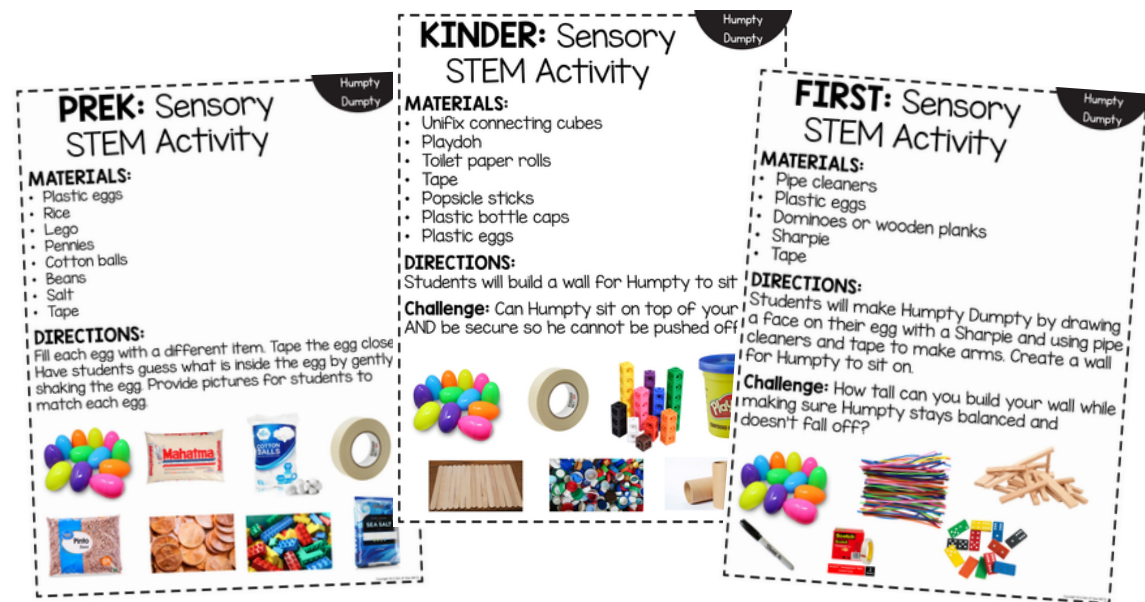 Humpty
Dumpty
PREK: Sensory
STEM Activity
MATERIALS:
• Plastic eggs
• Rice
• Lego
• Pennies
• Cotton balls
• Beans
• Salt
• Tape
DIRECTIONS:
Fill each egg with a different item. Tape the egg close
Have students guess what is inside the egg by gently
shaking the egg. Provide pictures for students to
match each egg.
Mahatma
COTTON
BALLS
Pinto
SEA SALT
Humpty
Dumpty
KINDER: Sensory
STEM Activity
MATERIALS:
• Unifix connecting cubes
• Playdoh
• Toilet paper rolls
• Tape
• Popsicle sticks
• Plastic bottle caps
• Plastic eggs
DIRECTIONS:
Students will build a wall for Humpty to sit
Challenge: Can Humpty sit on top of your
AND be secure so he cannot be pushed off
Play
Humpty
Dumpty
FIRST: Sensory
STEM Activity
MATERIALS:
• Pipe cleaners
• Plastic eggs
• Dominoes or wooden planks
• Sharpie
• Tape
DIRECTIONS:
Students will make Humpty Dumpty by drawing
a face on their egg with a Sharpie and using pipe
cleaners and tape to make arms. Create a wall
for Humpty to sit on.
Challenge: How tall can you build your wall while
making sure Humpty stays balanced and
doesn't fall off?
Scotch